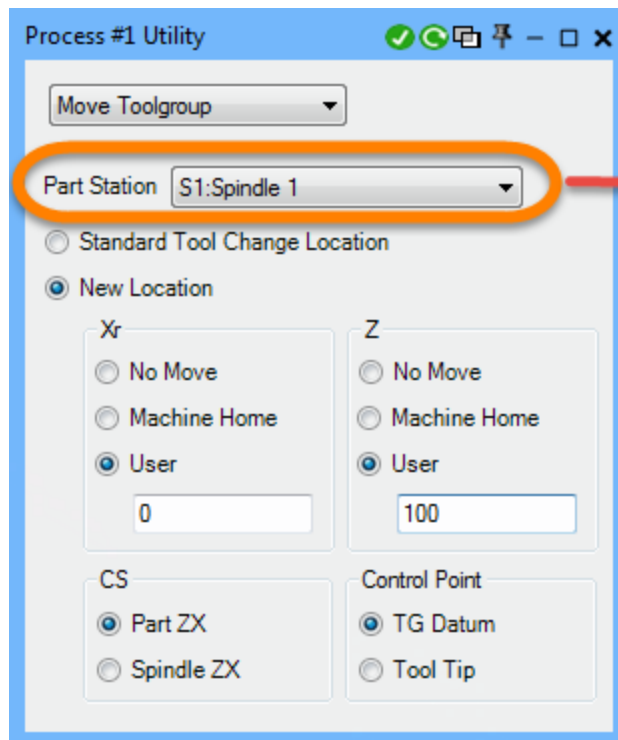 Process #1 Utility
Move Toolgroup
Part Station S1:Spindle 1
Standard Tool Change Location
New Location
Xr
No Move
Machine Home
User
0
Z
No Move
Machine Home
User
100
CS
Part ZX
Spindle ZX
Control Point
TG Datum
Tool Tip